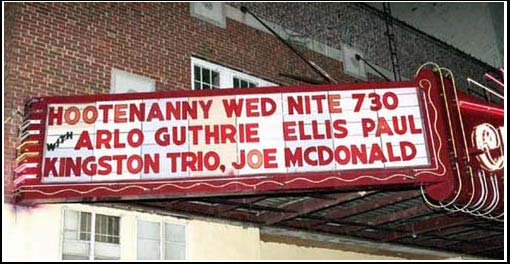 HOOTENANNY WED NITE 730
WITH ARLO GUTHRIE ELLIS PAUL
KINGSTON TRIO, JOE MCDONALD